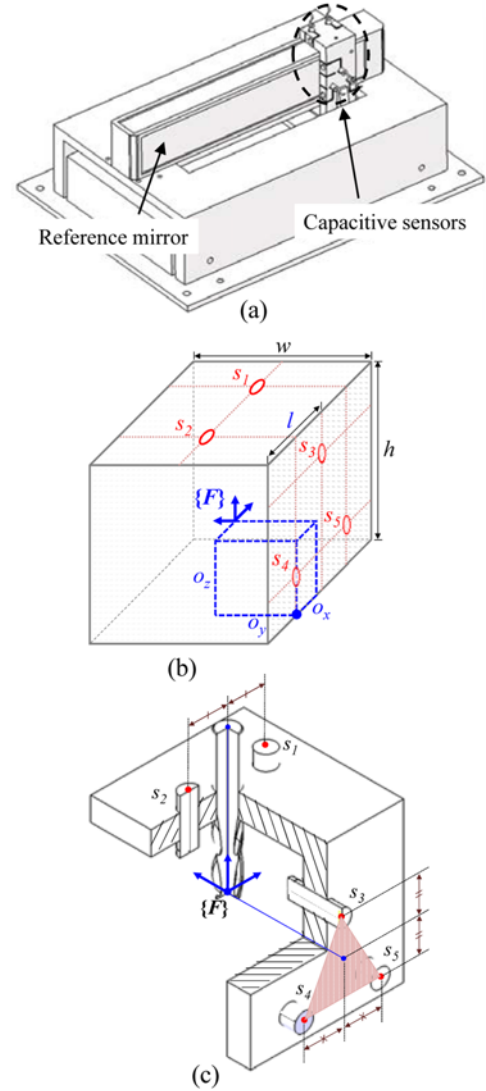 Reference mirror
Capacitive sensors
(a)
w
s1
l
s2
s3
h
{F}
s5
s4
oz
ox
oy
(b)
s1
s2
s3
{F}
s5
s4
(c)